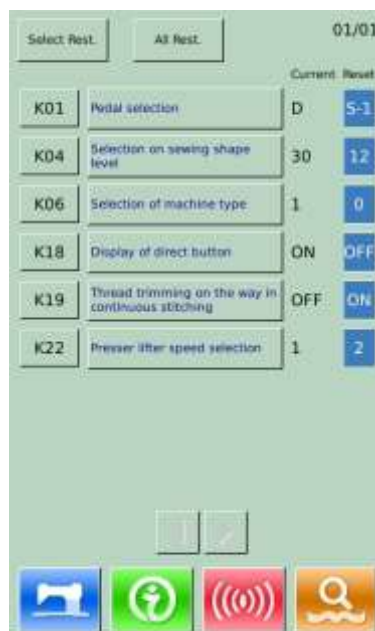 Select Rest.
All Rest.
01/01
Current Reset
K01 Pedal selection D S-1
K04 Selection on sewing shape level 30 12
K06 Selection of machine type 1 0
K18 Display of direct button ON OFF
K19 Thread trimming on the way in continuous stitching OFF ON
K22 Presser lifter speed selection 1 2